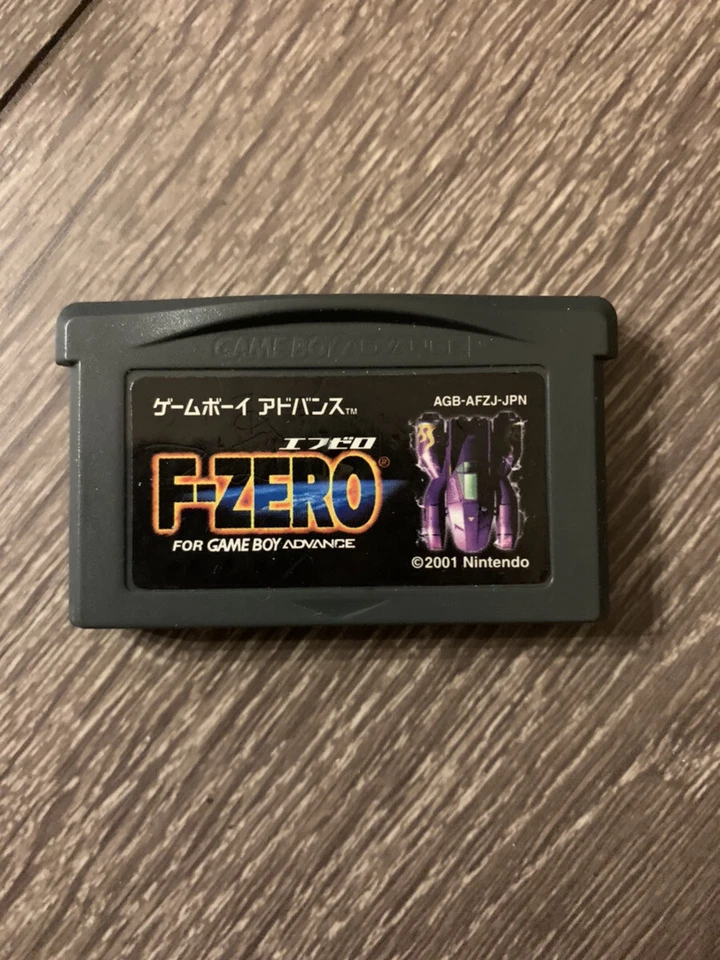 GAME BOY ADVANCE
ゲームボーイ アドバンス™
AGB-AFZJ-JPN
エフゼロ
F-ZERO®
FOR GAME BOY ADVANCE
©2001 Nintendo